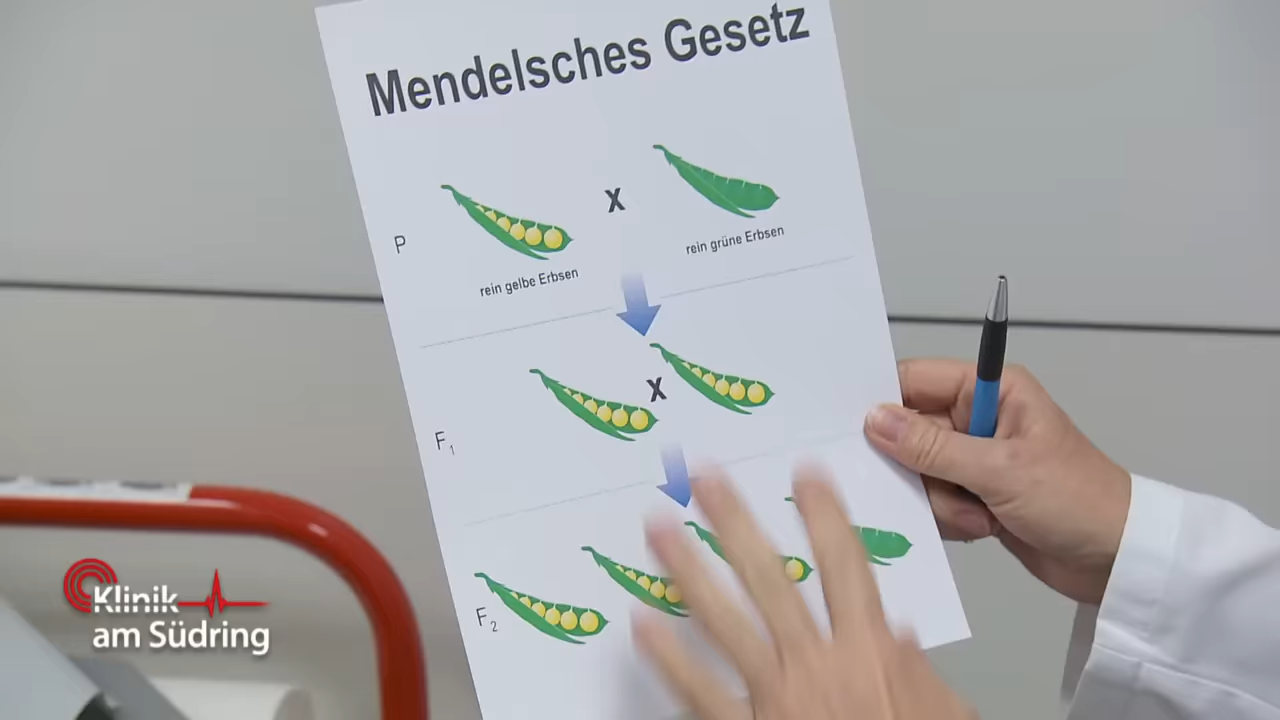 Mendelsches Gesetz
P
X
rein gelbe Erbsen
rein grüne Erbsen
F₁
X
F₂
Klinik
am Südring